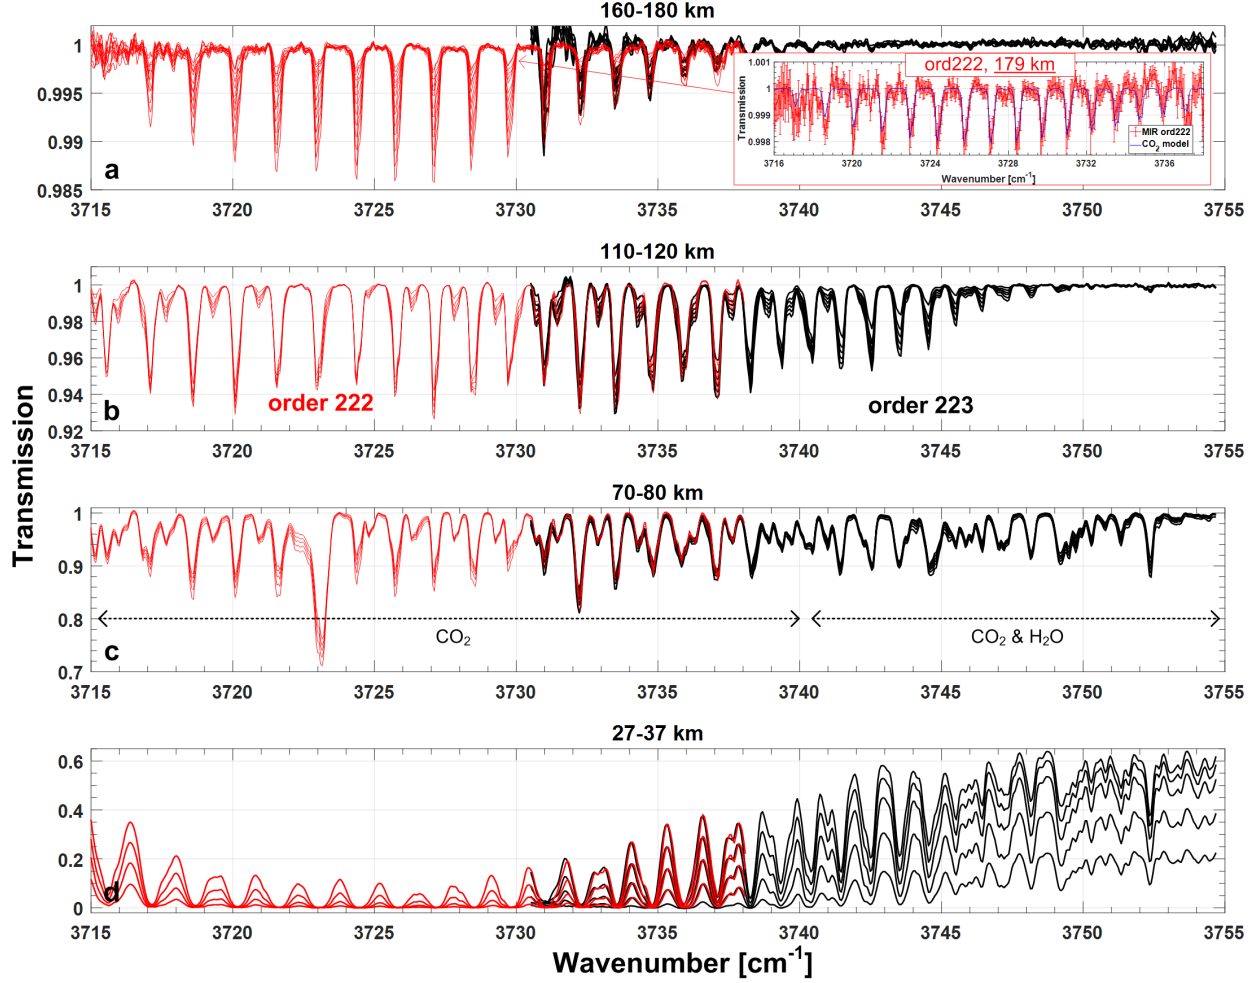 160-180 km
1
0.995
0.99
0.985
a
ord222, 179 km
1.001
1
0.999
0.998
Transmission
MIR ord222
CO2 model
3716 3720 3724 3728 3732 3736
Wavenumber [cm-1]
3715 3720 3725 3730 3735 3740 3745 3750 3755
110-120 km
1
0.98
0.96
0.94
0.92
b
order 222
order 223
3715 3720 3725 3730 3735 3740 3745 3750 3755
Transmission
70-80 km
1
0.9
0.8
0.7
c
CO2
CO2 & H2O
3715 3720 3725 3730 3735 3740 3745 3750 3755
27-37 km
0.6
0.4
0.2
0
d
3715 3720 3725 3730 3735 3740 3745 3750 3755
Wavenumber [cm-1]